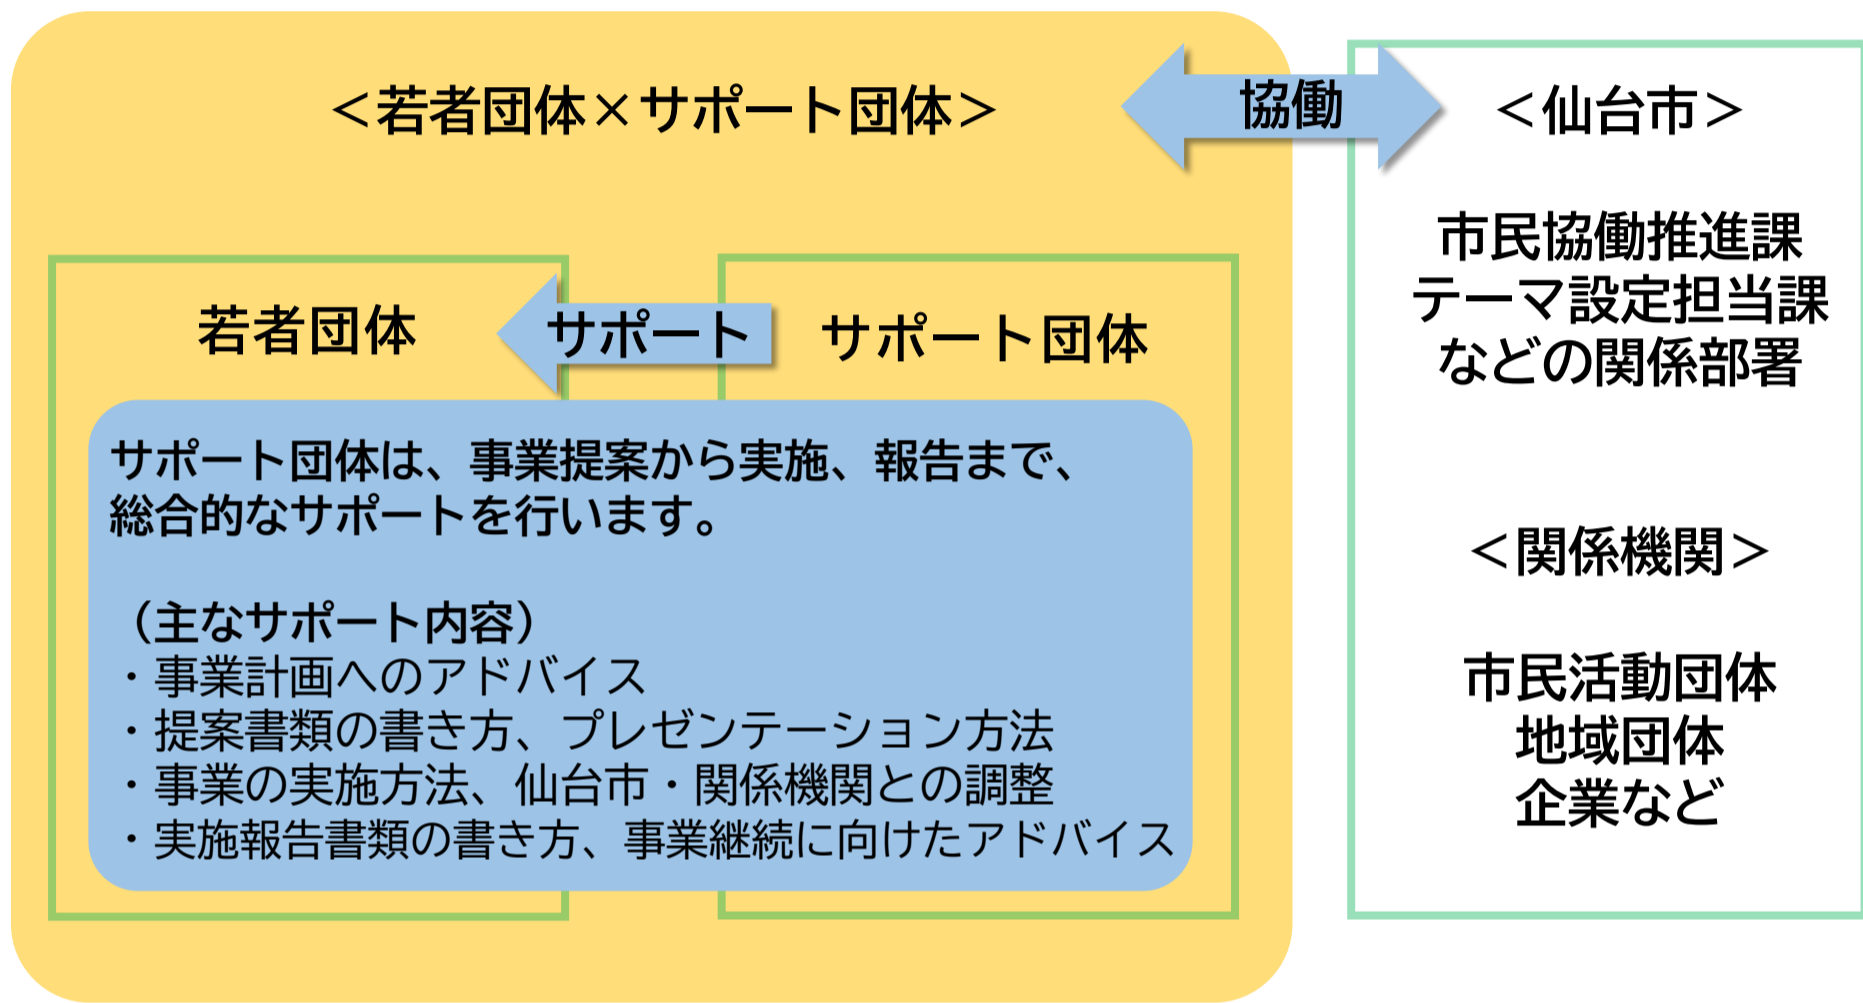 ＜若者団体×サポート団体＞
協働
＜仙台市＞
市民協働推進課
テーマ設定担当課
などの関係部署
若者団体
サポート
サポート団体
サポート団体は、事業提案から実施、報告まで、
総合的なサポートを行います。
（主なサポート内容）
・事業計画へのアドバイス
・提案書類の書き方、プレゼンテーション方法
・事業の実施方法、仙台市・関係機関との調整
・実施報告書類の書き方、事業継続に向けたアドバイス
＜関係機関＞
市民活動団体
地域団体
企業など